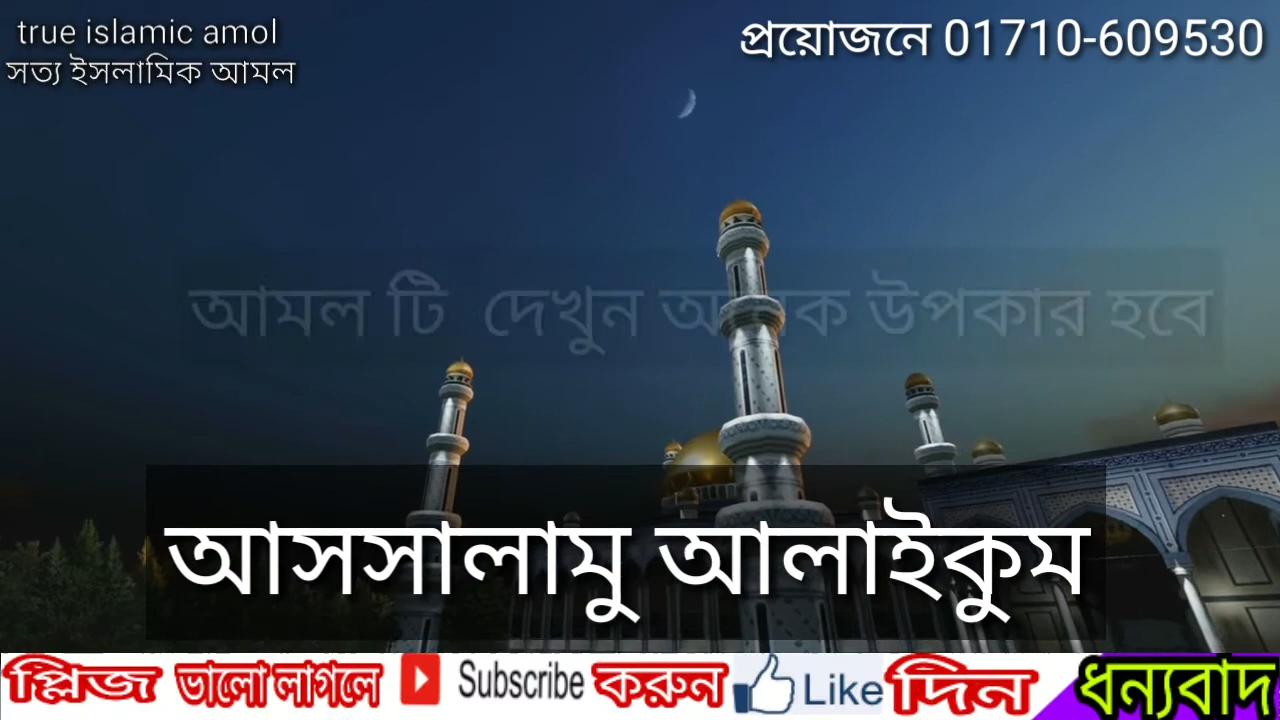 true islamic amol
সত্য ইসলামিক আমল
প্রয়োজনে 01710-609530
আমল টি দেখুন অনেক উপকার হবে
আসসালামু আলাইকুম
প্লিজ ভালো লাগলে Subscribe করুন Like দিন ধন্যবাদ